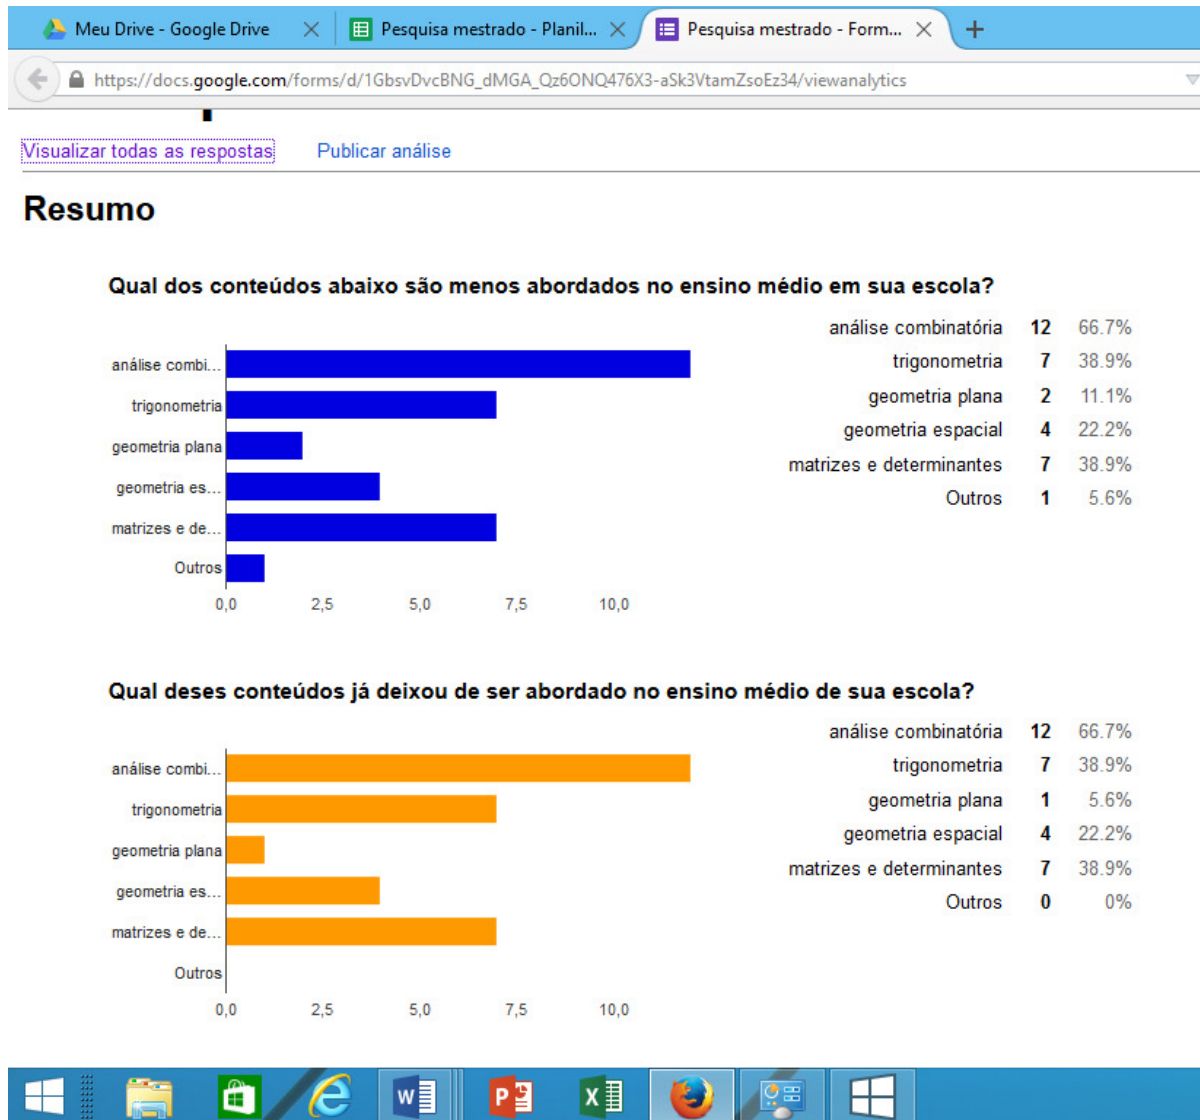 Meu Drive - Google Drive
Pesquisa mestrado - Planil...
Pesquisa mestrado - Form...
https://docs.google.com/forms/d/1GbsvDvcBNG_dMGA_Qz6ONQ476X3-aSk3VtamZsoEz34/viewanalytics
Visualizar todas as respostas Publicar análise
Resumo
Qual dos conteúdos abaixo são menos abordados no ensino médio em sua escola?
análise combi...
trigonometria
geometria plana
geometria es...
matrizes e de...
Outros
0,0 2,5 5,0 7,5 10,0
análise combinatória 12 66.7%
trigonometria 7 38.9%
geometria plana 2 11.1%
geometria espacial 4 22.2%
matrizes e determinantes 7 38.9%
Outros 1 5.6%
Qual deses conteúdos já deixou de ser abordado no ensino médio de sua escola?
análise combi...
trigonometria
geometria plana
geometria es...
matrizes e de...
Outros
0,0 2,5 5,0 7,5 10,0
análise combinatória 12 66.7%
trigonometria 7 38.9%
geometria plana 1 5.6%
geometria espacial 4 22.2%
matrizes e determinantes 7 38.9%
Outros 0 0%